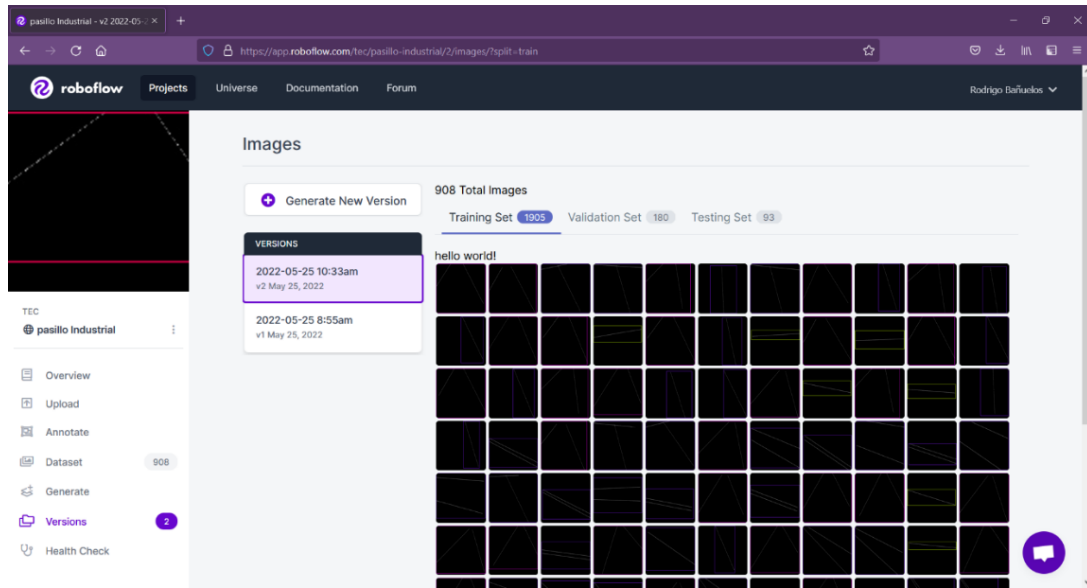 pasillo Industrial - v2 2022-05-2
https://app.roboflow.com/tec/pasillo-industrial/2/images/?split=train
roboflow Projects Universe Documentation Forum Rodrigo Bañuelos
Images
Generate New Version
908 Total Images
Training Set 1905 Validation Set 180 Testing Set 93
VERSIONS
2022-05-25 10:33am
v2 May 25, 2022
2022-05-25 8:55am
v1 May 25, 2022
hello world!
TEC
pasillo Industrial
Overview
Upload
Annotate
Dataset 908
Generate
Versions 2
Health Check